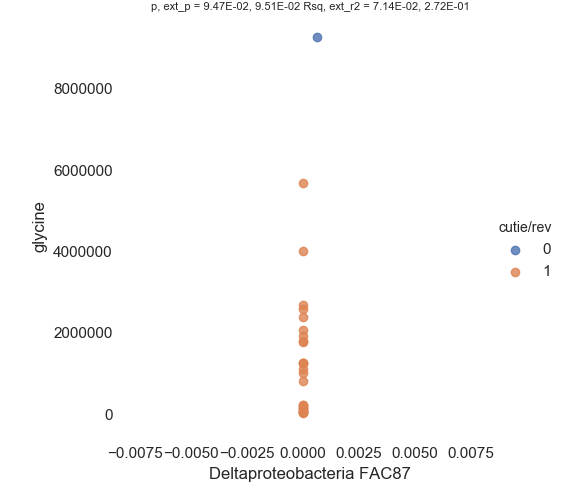 p, ext_p = 9.47E-02, 9.51E-02 Rsq, ext_r2 = 7.14E-02, 2.72E-01
8000000
6000000
4000000
2000000
0
glycine
cutie/rev
0
1
−0.0075 −0.0050 −0.0025 0.0000 0.0025 0.0050 0.0075
Deltaproteobacteria FAC87